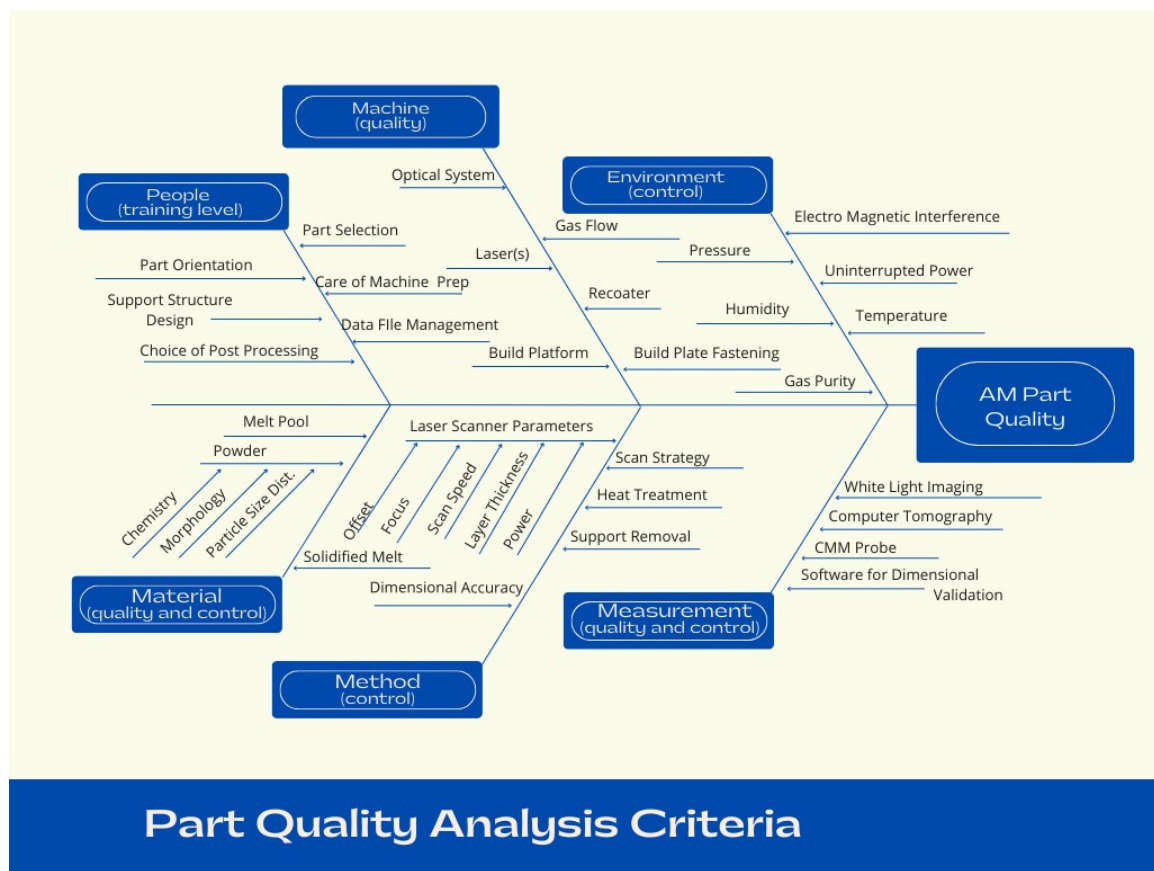 Machine
(quality)
Optical System
Gas Flow
Laser(s)
Recoater
Build Platform
Build Plate Fastening
Environment
(control)
Electro Magnetic Interference
Pressure
Uninterrupted Power
Humidity
Temperature
Gas Purity
People
(training level)
Part Selection
Part Orientation
Care of Machine Prep
Support Structure
Design
Data FIle Management
Choice of Post Processing
AM Part
Quality
Melt Pool
Powder
Chemistry
Morphology
Particle Size Dist.
Solidified Melt
Material
(quality and control)
Laser Scanner Parameters
Offset
Focus
Scan Speed
Layer Thickness
Power
Scan Strategy
Heat Treatment
Support Removal
Dimensional Accuracy
Method
(control)
White Light Imaging
Computer Tomography
CMM Probe
Software for Dimensional
Validation
Measurement
(quality and control)
Part Quality Analysis Criteria